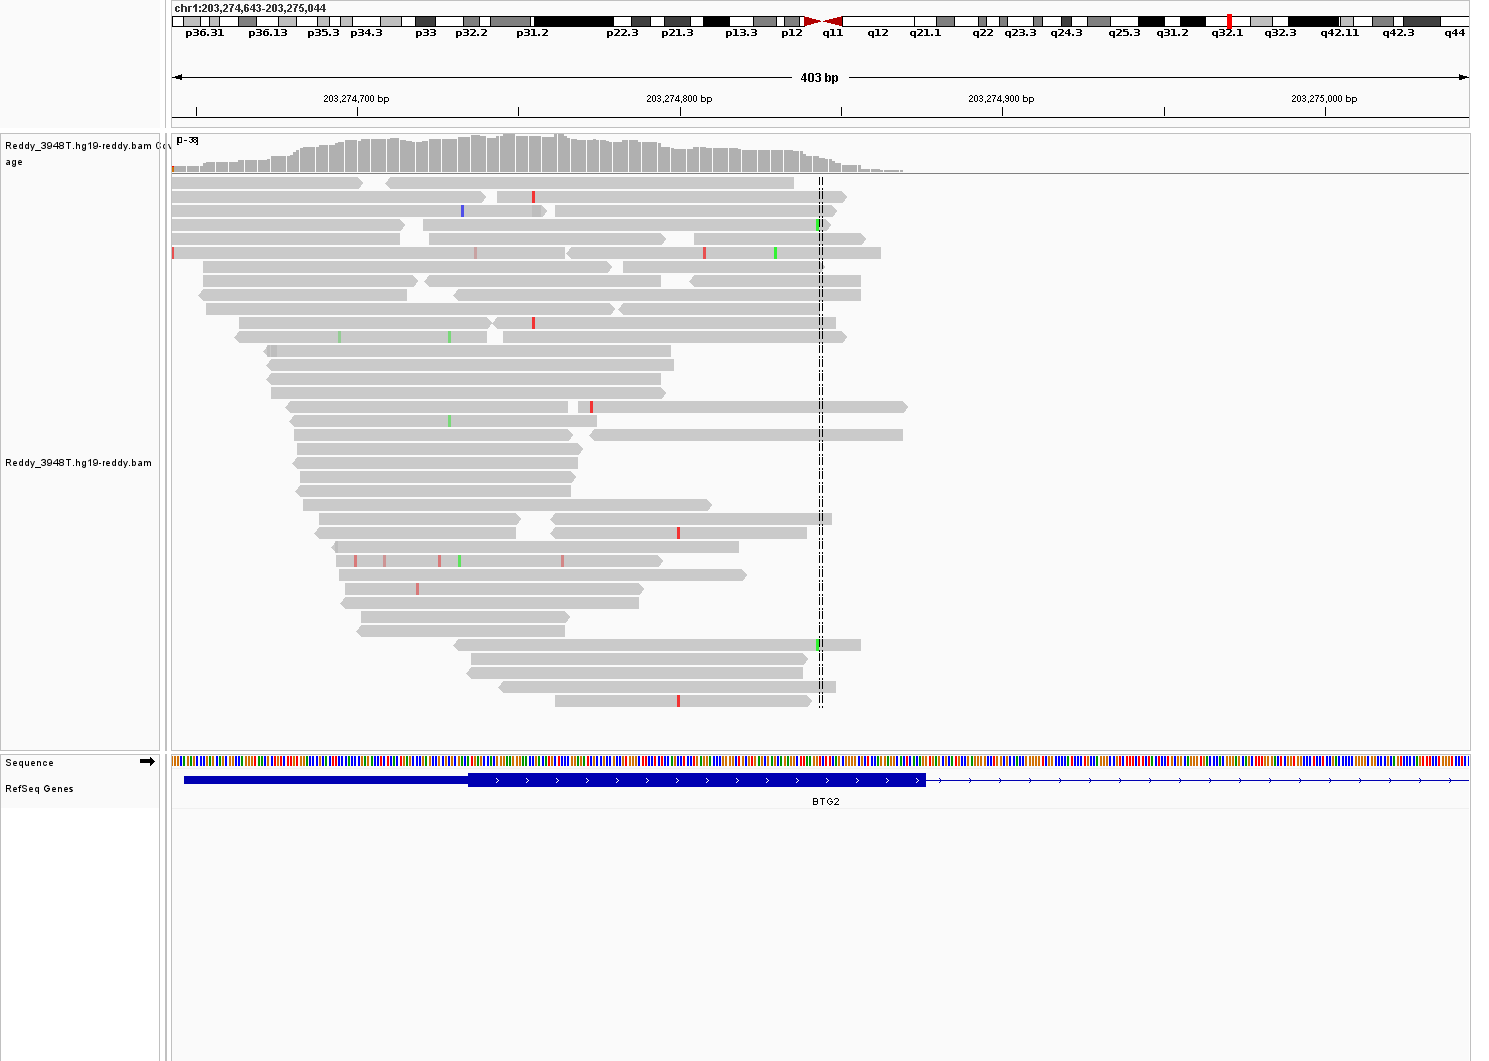 chr1:203,274,643-203,275,044
p36.31 p36.13 p35.3 p34.3 p33 p32.2 p31.2 p22.3 p21.3 p13.3 p12 q11 q12 q21.1 q22 q23.3 q24.3 q25.3 q31.2 q32.1 q32.3 q42.11 q42.3 q44
403 bp
203,274,700 bp 203,274,800 bp 203,274,900 bp 203,275,000 bp
[0 - 38]
Reddy_3948T.hg19-reddy.bam Cov
age
Reddy_3948T.hg19-reddy.bam
Sequence
RefSeq Genes
BTG2